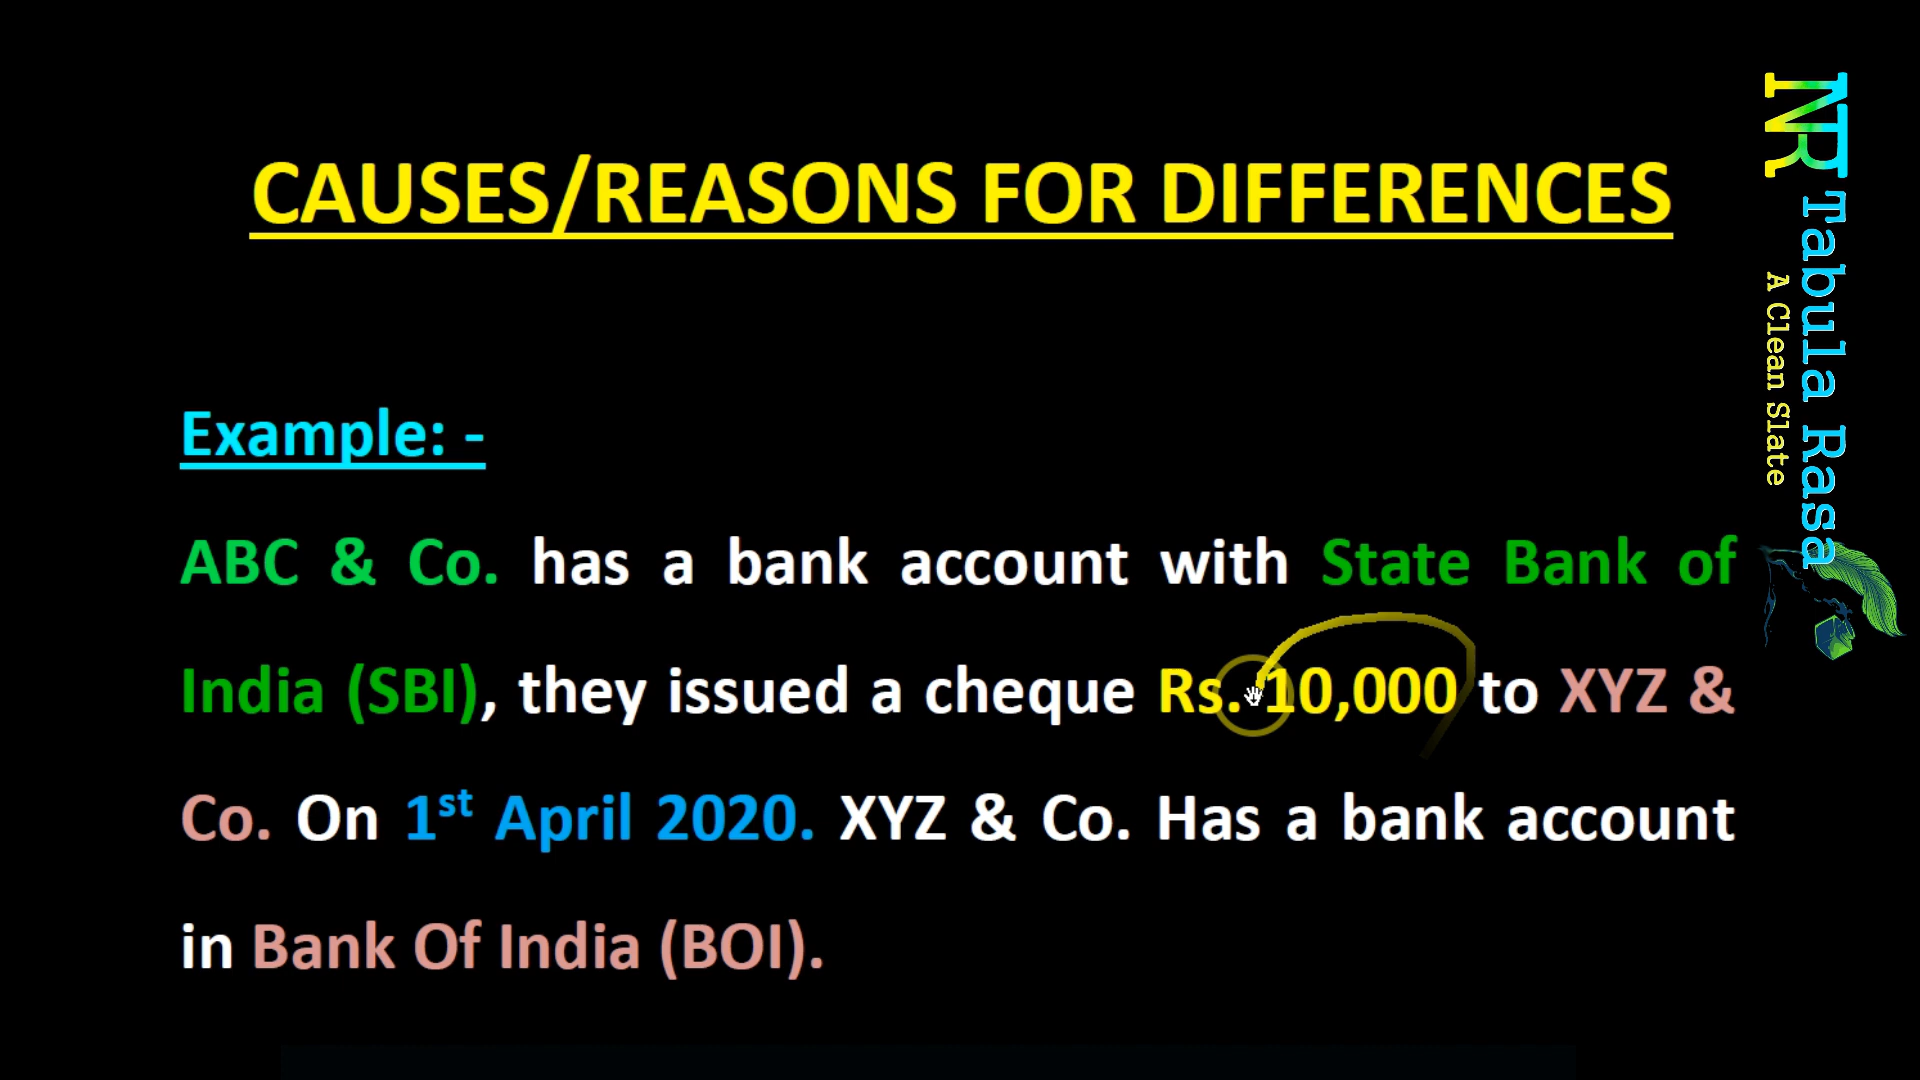 CAUSES/REASONS FOR DIFFERENCES
Example: -
ABC & Co. has a bank account with State Bank of
India (SBI), they issued a cheque Rs. 10,000 to XYZ &
Co. On 1st April 2020. XYZ & Co. Has a bank account
in Bank Of India (BOI).
TR
Tabula Rasa
A Clean Slate